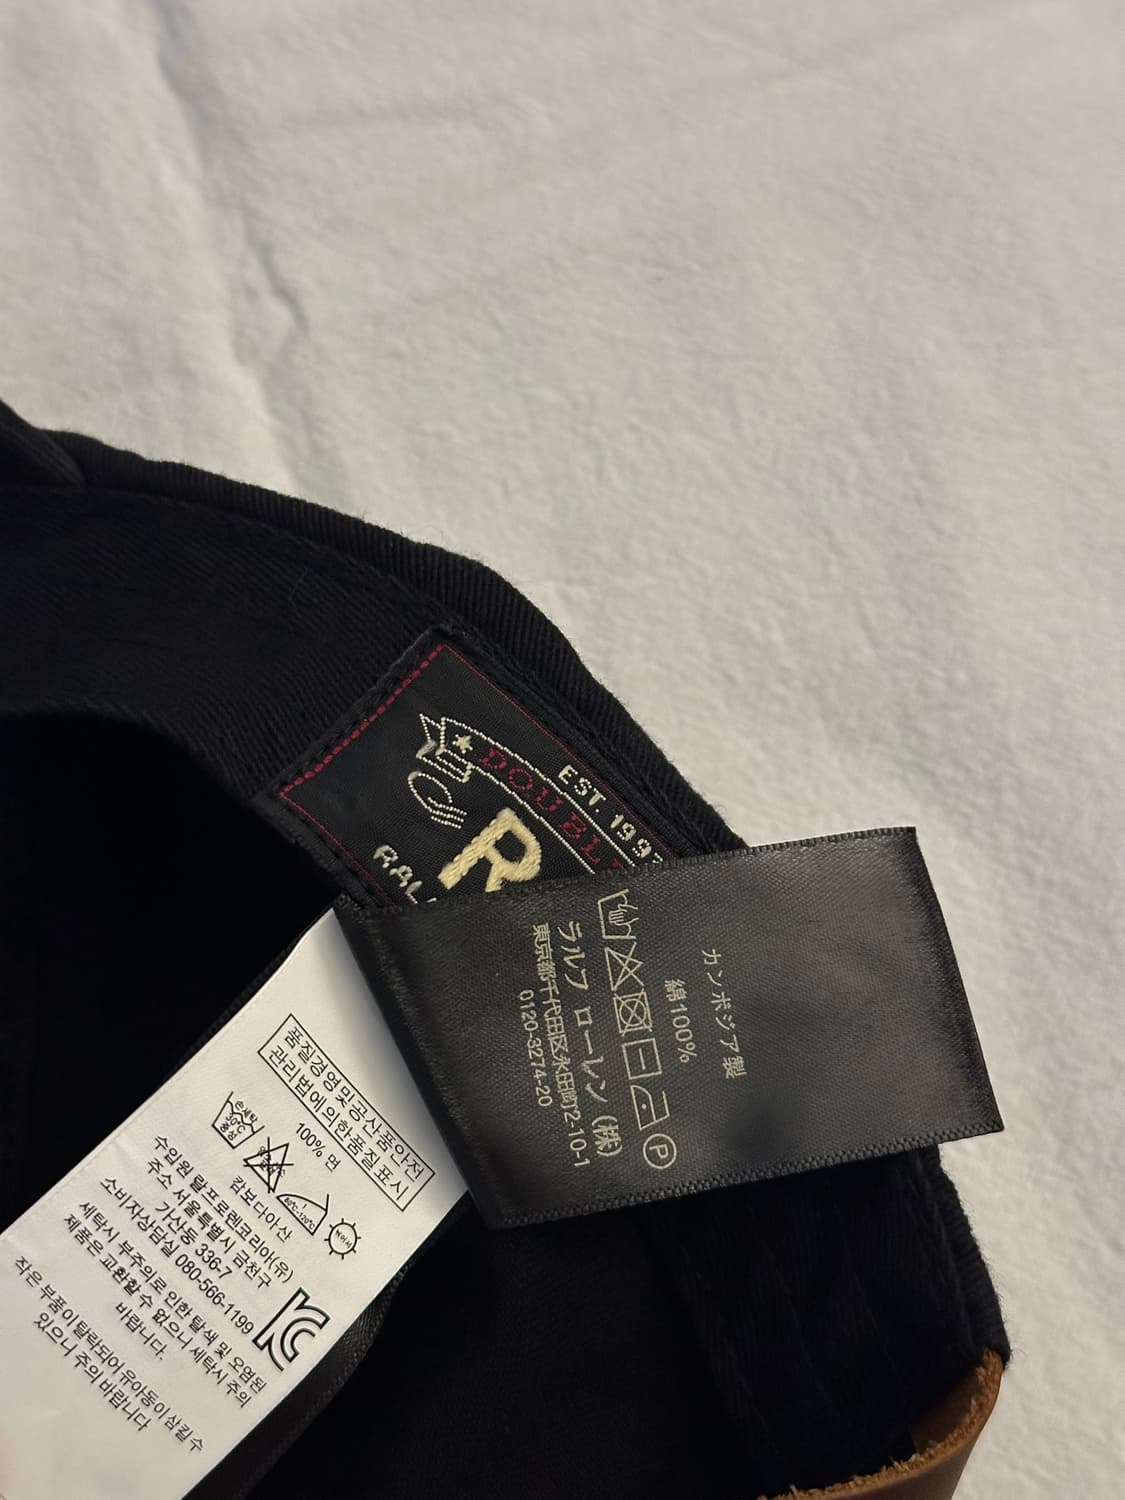 EST. 199
DOUBL
R
RAL
カンボジア製
綿100%
P
ラルフ ローレン (株)
東京都千代田区永田町2-10-1
0120-3274-20
품질경영및공산품안전
관리법에의한품질표시
100% 면
손세탁
30℃
중성
캄보디아산
수입원 랄프로렌코리아(유)
주소 서울특별시 금천구
가산동 336-7
소비자상담실 080-566-1199
세탁시 부주의로 인한 탈색 및 오염된
제품은 교환할 수 없으니 세탁시 주의
바랍니다.
작은 부품이 탈락되어 유아동이 삼킬수
있으니 주의 바랍니다